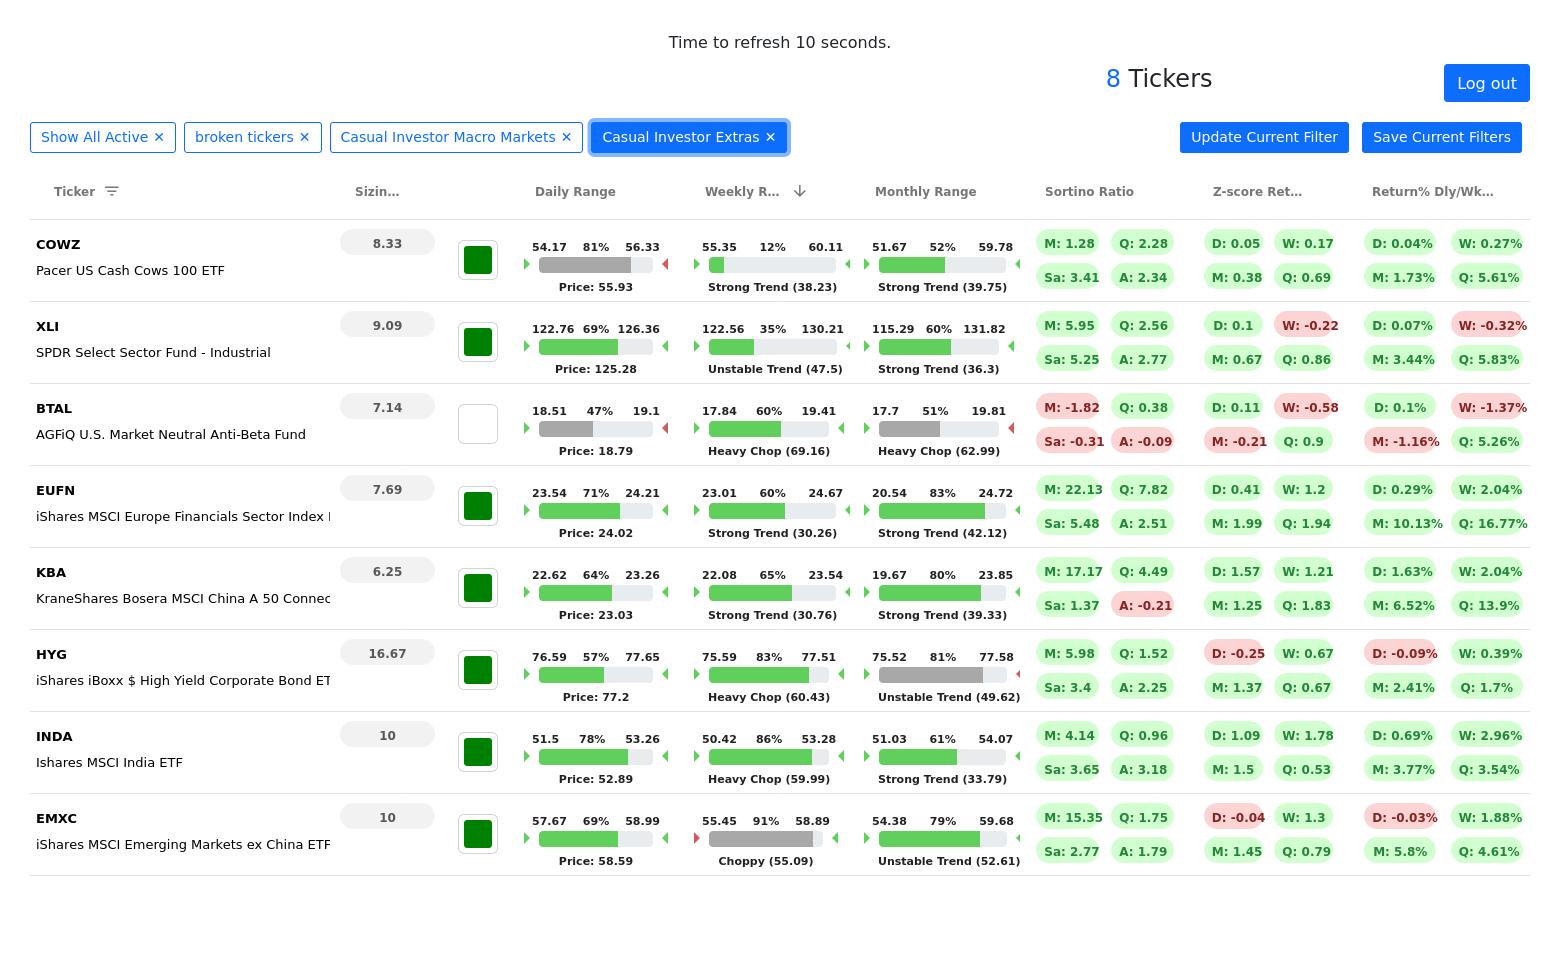 Time to refresh 10 seconds.
8 Tickers
Log out
Show All Active ✕ broken tickers ✕ Casual Investor Macro Markets ✕ Casual Investor Extras ✕ Update Current Filter Save Current Filters
Ticker Sizin… Daily Range Weekly R… Monthly Range Sortino Ratio Z-score Ret… Return% Dly/Wk…
COWZ 8.33 54.17 81% 56.33 55.35 12% 60.11 51.67 52% 59.78 M: 1.28 Q: 2.28 D: 0.05 W: 0.17 D: 0.04% W: 0.27%
Pacer US Cash Cows 100 ETF Price: 55.93 Strong Trend (38.23) Strong Trend (39.75) Sa: 3.41 A: 2.34 M: 0.38 Q: 0.69 M: 1.73% Q: 5.61%
XLI 9.09 122.76 69% 126.36 122.56 35% 130.21 115.29 60% 131.82 M: 5.95 Q: 2.56 D: 0.1 W: -0.22 D: 0.07% W: -0.32%
SPDR Select Sector Fund - Industrial Price: 125.28 Unstable Trend (47.5) Strong Trend (36.3) Sa: 5.25 A: 2.77 M: 0.67 Q: 0.86 M: 3.44% Q: 5.83%
BTAL 7.14 18.51 47% 19.1 17.84 60% 19.41 17.7 51% 19.81 M: -1.82 Q: 0.38 D: 0.11 W: -0.58 D: 0.1% W: -1.37%
AGFiQ U.S. Market Neutral Anti-Beta Fund Price: 18.79 Heavy Chop (69.16) Heavy Chop (62.99) Sa: -0.31 A: -0.09 M: -0.21 Q: 0.9 M: -1.16% Q: 5.26%
EUFN 7.69 23.54 71% 24.21 23.01 60% 24.67 20.54 83% 24.72 M: 22.13 Q: 7.82 D: 0.41 W: 1.2 D: 0.29% W: 2.04%
iShares MSCI Europe Financials Sector Index Price: 24.02 Strong Trend (30.26) Strong Trend (42.12) Sa: 5.48 A: 2.51 M: 1.99 Q: 1.94 M: 10.13% Q: 16.77%
KBA 6.25 22.62 64% 23.26 22.08 65% 23.54 19.67 80% 23.85 M: 17.17 Q: 4.49 D: 1.57 W: 1.21 D: 1.63% W: 2.04%
KraneShares Bosera MSCI China A 50 Connec Price: 23.03 Strong Trend (30.76) Strong Trend (39.33) Sa: 1.37 A: -0.21 M: 1.25 Q: 1.83 M: 6.52% Q: 13.9%
HYG 16.67 76.59 57% 77.65 75.59 83% 77.51 75.52 81% 77.58 M: 5.98 Q: 1.52 D: -0.25 W: 0.67 D: -0.09% W: 0.39%
iShares iBoxx $ High Yield Corporate Bond ET Price: 77.2 Heavy Chop (60.43) Unstable Trend (49.62) Sa: 3.4 A: 2.25 M: 1.37 Q: 0.67 M: 2.41% Q: 1.7%
INDA 10 51.5 78% 53.26 50.42 86% 53.28 51.03 61% 54.07 M: 4.14 Q: 0.96 D: 1.09 W: 1.78 D: 0.69% W: 2.96%
Ishares MSCI India ETF Price: 52.89 Heavy Chop (59.99) Strong Trend (33.79) Sa: 3.65 A: 3.18 M: 1.5 Q: 0.53 M: 3.77% Q: 3.54%
EMXC 10 57.67 69% 58.99 55.45 91% 58.89 54.38 79% 59.68 M: 15.35 Q: 1.75 D: -0.04 W: 1.3 D: -0.03% W: 1.88%
iShares MSCI Emerging Markets ex China ETF Price: 58.59 Choppy (55.09) Unstable Trend (52.61) Sa: 2.77 A: 1.79 M: 1.45 Q: 0.79 M: 5.8% Q: 4.61%